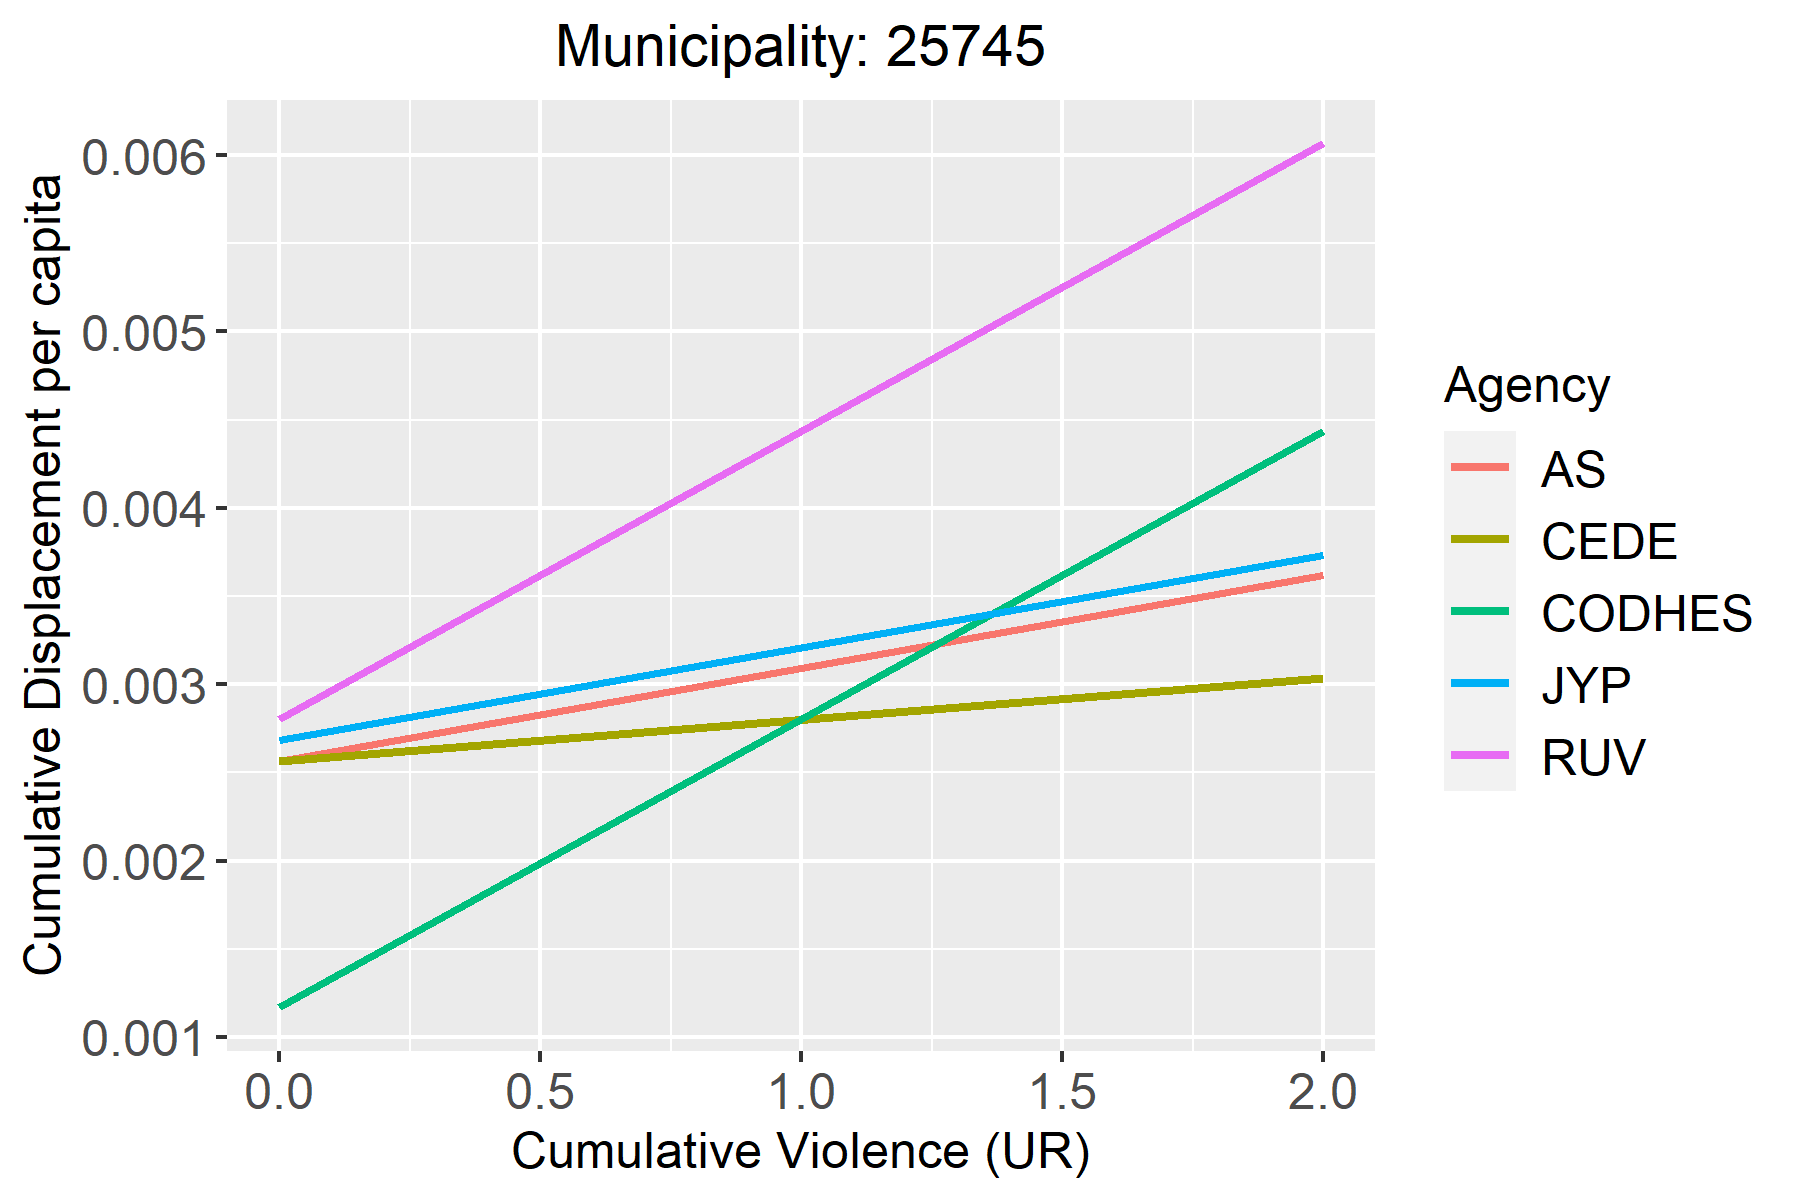 Municipality: 25745
Cumulative Displacement per capita
0.006
0.005
0.004
0.003
0.002
0.001
0.0 0.5 1.0 1.5 2.0
Cumulative Violence (UR)
Agency
AS
CEDE
CODHES
JYP
RUV